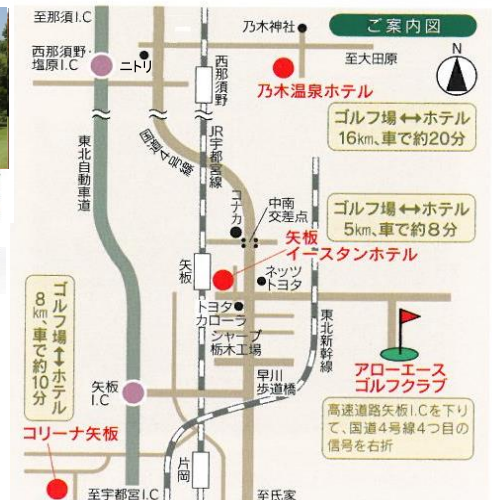 ご案内図
至那須I.C
乃木神社
西那須野・
塩原I.C
ニトリ
西那須野
至大田原
N
乃木温泉ホテル
ゴルフ場↔ホテル
16km、車で約20分
国道4号線
JR宇都宮線
東北自動車道
コナカ
中南
交差点
ゴルフ場↔ホテル
5km、車で約8分
矢板
イースタンホテル
矢板
ネッツ
トヨタ
トヨタ
カローラ
シャープ
栃木工場
東北新幹線
ゴルフ場↔ホテル
8km、車で約10分
早川
歩道橋
アローエース
ゴルフクラブ
矢板
I.C
高速道路矢板I.Cを下り
て、国道4号線4つ目の
信号を右折
コリーナ矢板
片岡
至宇都宮I.C
至氏家